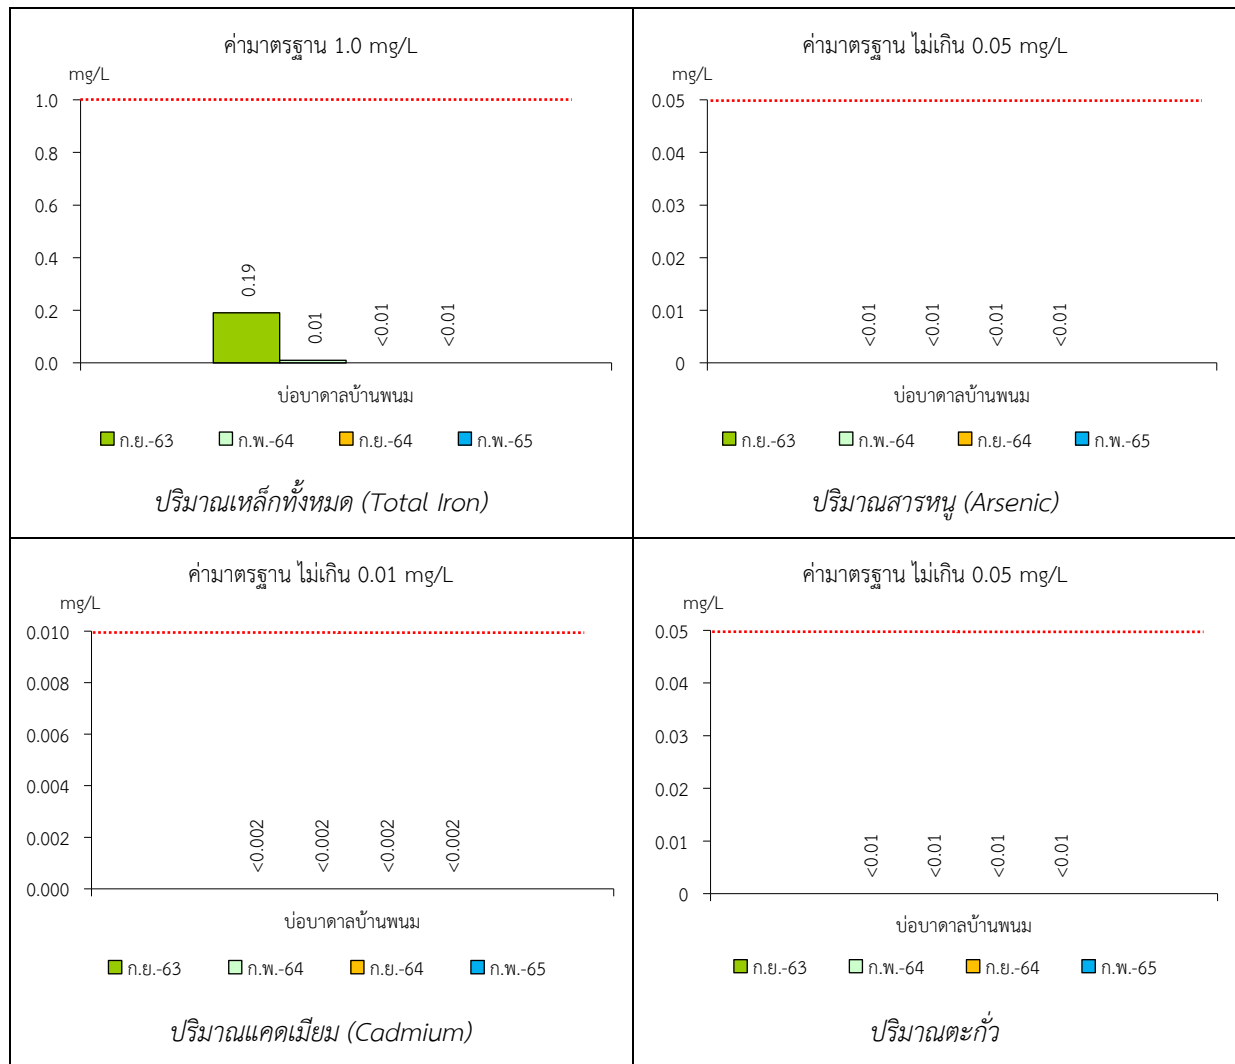 ค่ามาตรฐาน 1.0 mg/L
mg/L
1.0
0.8
0.6
0.4
0.2
0.0
0.19
0.01
<0.01
<0.01
บ่อบาดาลบ้านพนม
ก.ย.-63 ก.พ.-64 ก.ย.-64 ก.พ.-65
ปริมาณเหล็กทั้งหมด (Total Iron)
ค่ามาตรฐาน ไม่เกิน 0.05 mg/L
mg/L
0.05
0.04
0.03
0.02
0.01
0
<0.01
<0.01
<0.01
<0.01
บ่อบาดาลบ้านพนม
ก.ย.-63 ก.พ.-64 ก.ย.-64 ก.พ.-65
ปริมาณสารหนู (Arsenic)
ค่ามาตรฐาน ไม่เกิน 0.01 mg/L
mg/L
0.010
0.008
0.006
0.004
0.002
0.000
<0.002
<0.002
<0.002
<0.002
บ่อบาดาลบ้านพนม
ก.ย.-63 ก.พ.-64 ก.ย.-64 ก.พ.-65
ปริมาณแคดเมียม (Cadmium)
ค่ามาตรฐาน ไม่เกิน 0.05 mg/L
mg/L
0.05
0.04
0.03
0.02
0.01
0
<0.01
<0.01
<0.01
<0.01
บ่อบาดาลบ้านพนม
ก.ย.-63 ก.พ.-64 ก.ย.-64 ก.พ.-65
ปริมาณตะกั่ว